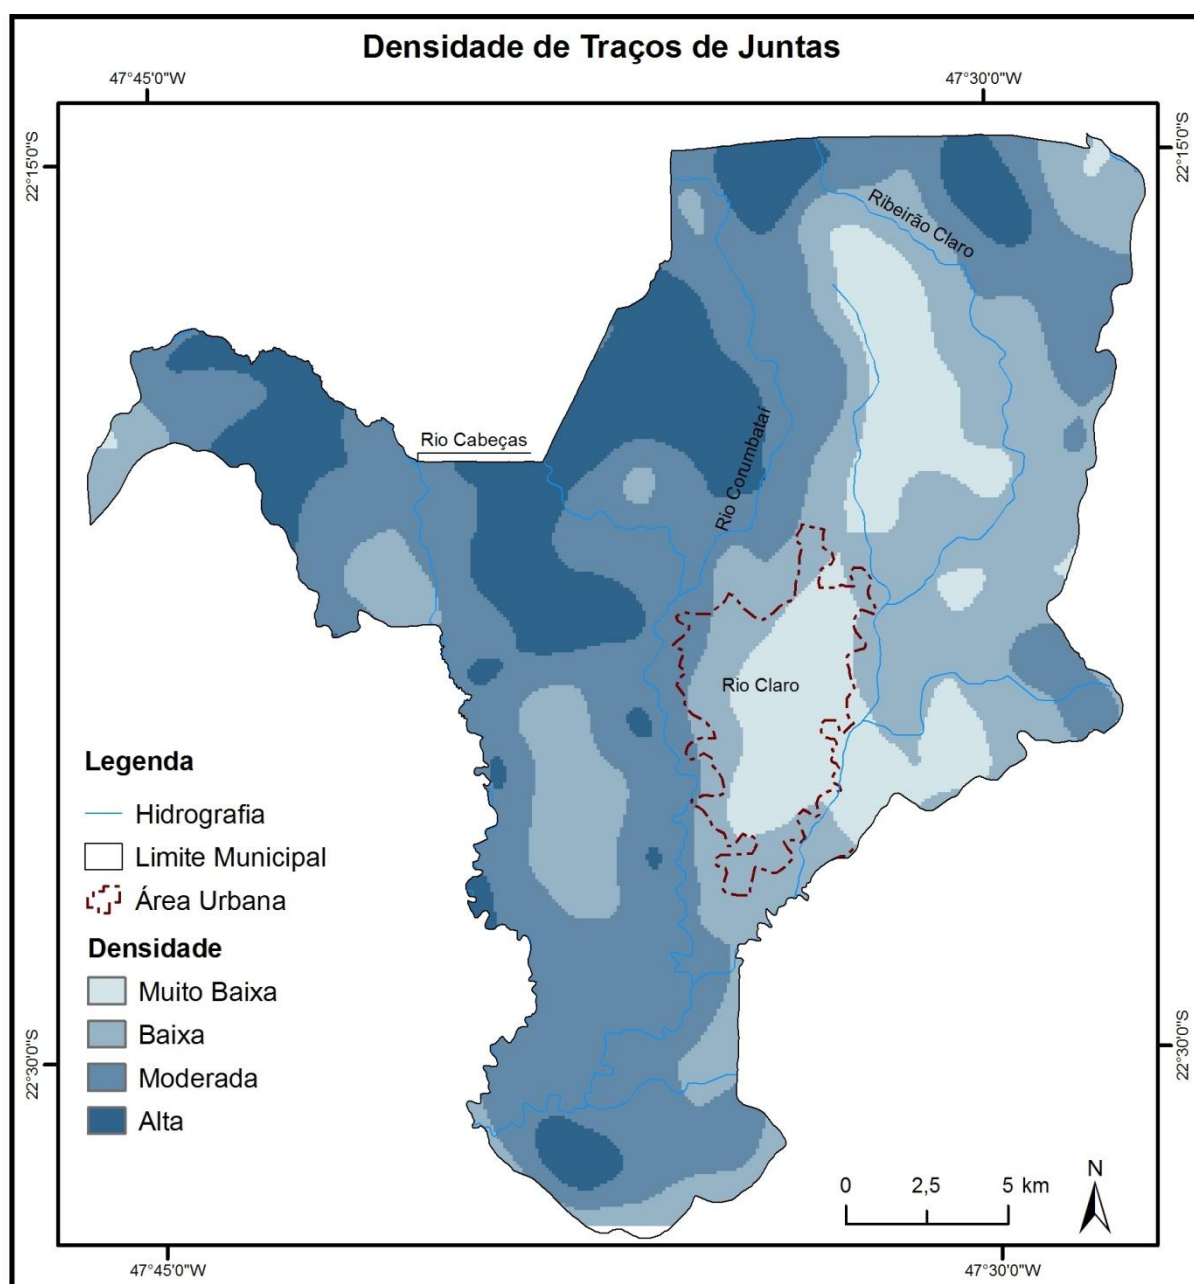 Densidade de Traços de Juntas
47°45'0"W
47°30'0"W
22°15'0"S
22°15'0"S
Ribeirão Claro
Rio Cabeças
Rio Corumbataí
Rio Claro
Legenda
Hidrografia
Limite Municipal
Área Urbana
Densidade
Muito Baixa
Baixa
Moderada
Alta
22°30'0"S
22°30'0"S
N
0 2,5 5 km
47°45'0"W
47°30'0"W